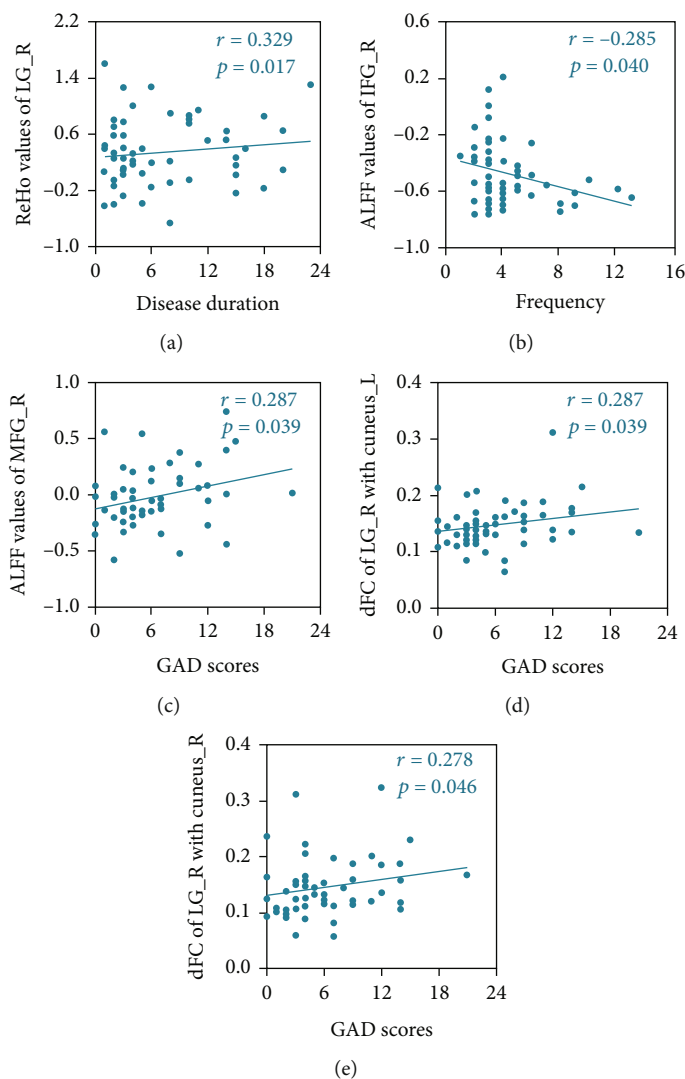 ReHo values of LG_R
2.2
1.4
0.6
−0.2
−1.0
r = 0.329
p = 0.017
0 6 12 18 24
Disease duration
(a)
ALFF values of IFG_R
0.6
0.2
−0.2
−0.6
−1.0
r = −0.285
p = 0.040
0 4 8 12 16
Frequency
(b)
ALFF values of MFG_R
1.0
0.5
0.0
−0.5
−1.0
r = 0.287
p = 0.039
0 6 12 18 24
GAD scores
(c)
dFC of LG_R with cuneus_L
0.4
0.3
0.2
0.1
0.0
r = 0.287
p = 0.039
0 6 12 18 24
GAD scores
(d)
dFC of LG_R with cuneus_R
0.4
0.3
0.2
0.1
0.0
r = 0.278
p = 0.046
0 6 12 18 24
GAD scores
(e)